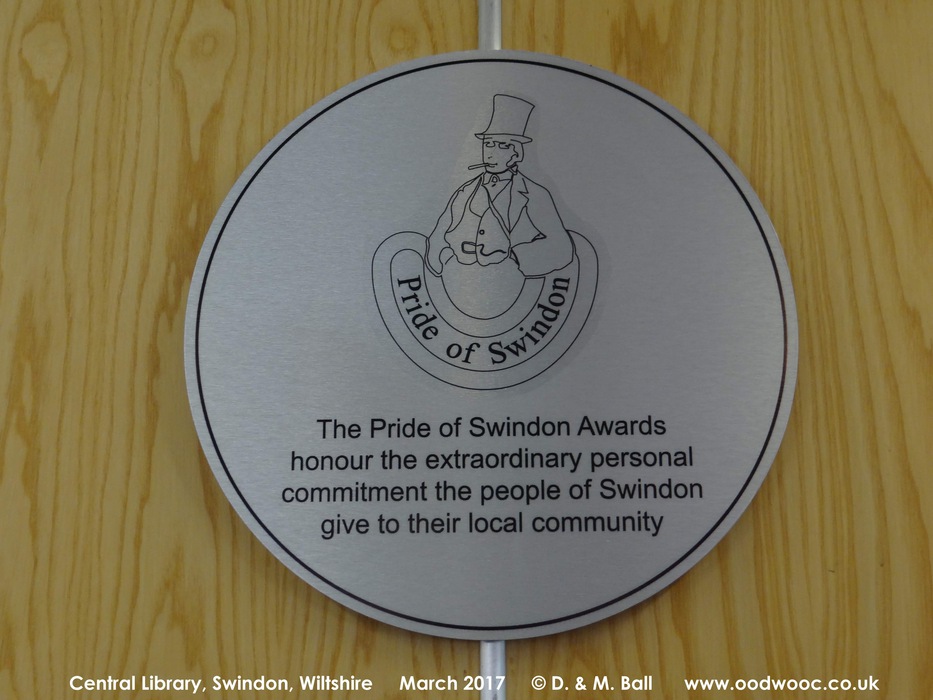 Pride of Swindon
The Pride of Swindon Awards
honour the extraordinary personal
commitment the people of Swindon
give to their local community
Central Library, Swindon, Wiltshire March 2017 © D. & M. Ball www.oodwooc.co.uk